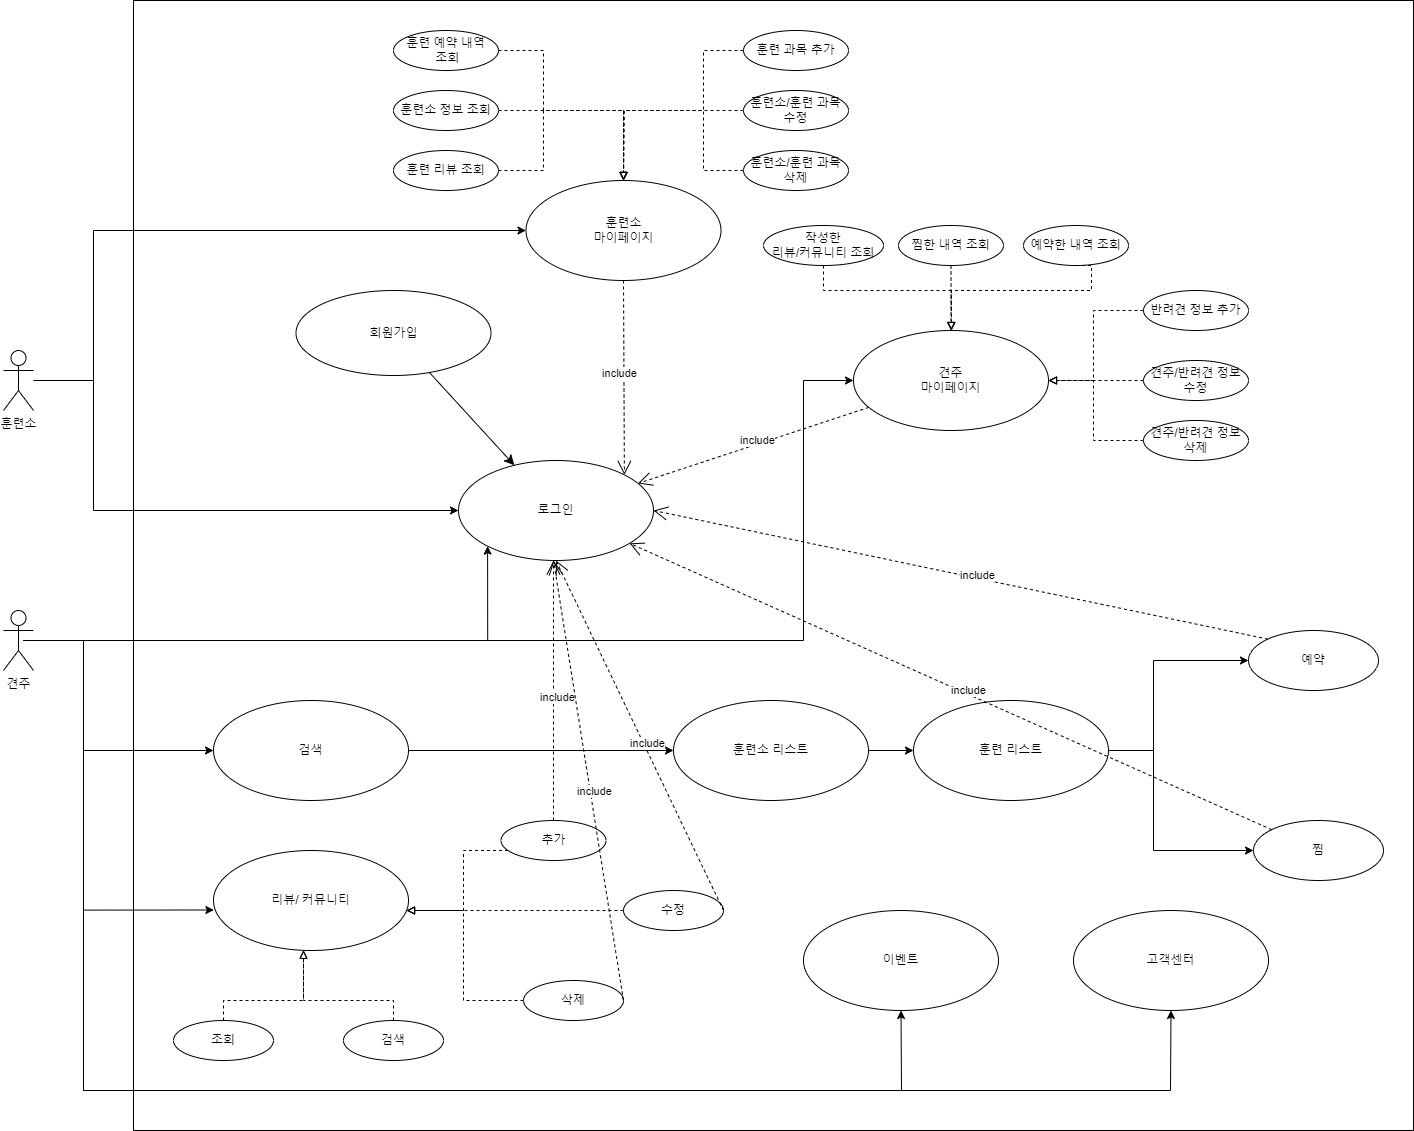 훈련 예약 내역
조회
훈련 과목 추가
훈련소 정보 조회
훈련소/훈련 과목
수정
훈련 리뷰 조회
훈련소/훈련 과목
삭제
훈련소
마이페이지
작성한
리뷰/커뮤니티 조회
찜한 내역 조회
예약한 내역 조회
반려견 정보 추가
회원가입
include
견주
마이페이지
견주/반려견 정보
수정
훈련소
include
견주/반려견 정보
삭제
로그인
include
예약
견주
include
include
검색
include
훈련소 리스트
훈련 리스트
include
추가
찜
리뷰/ 커뮤니티
수정
이벤트
고객센터
삭제
조회
검색